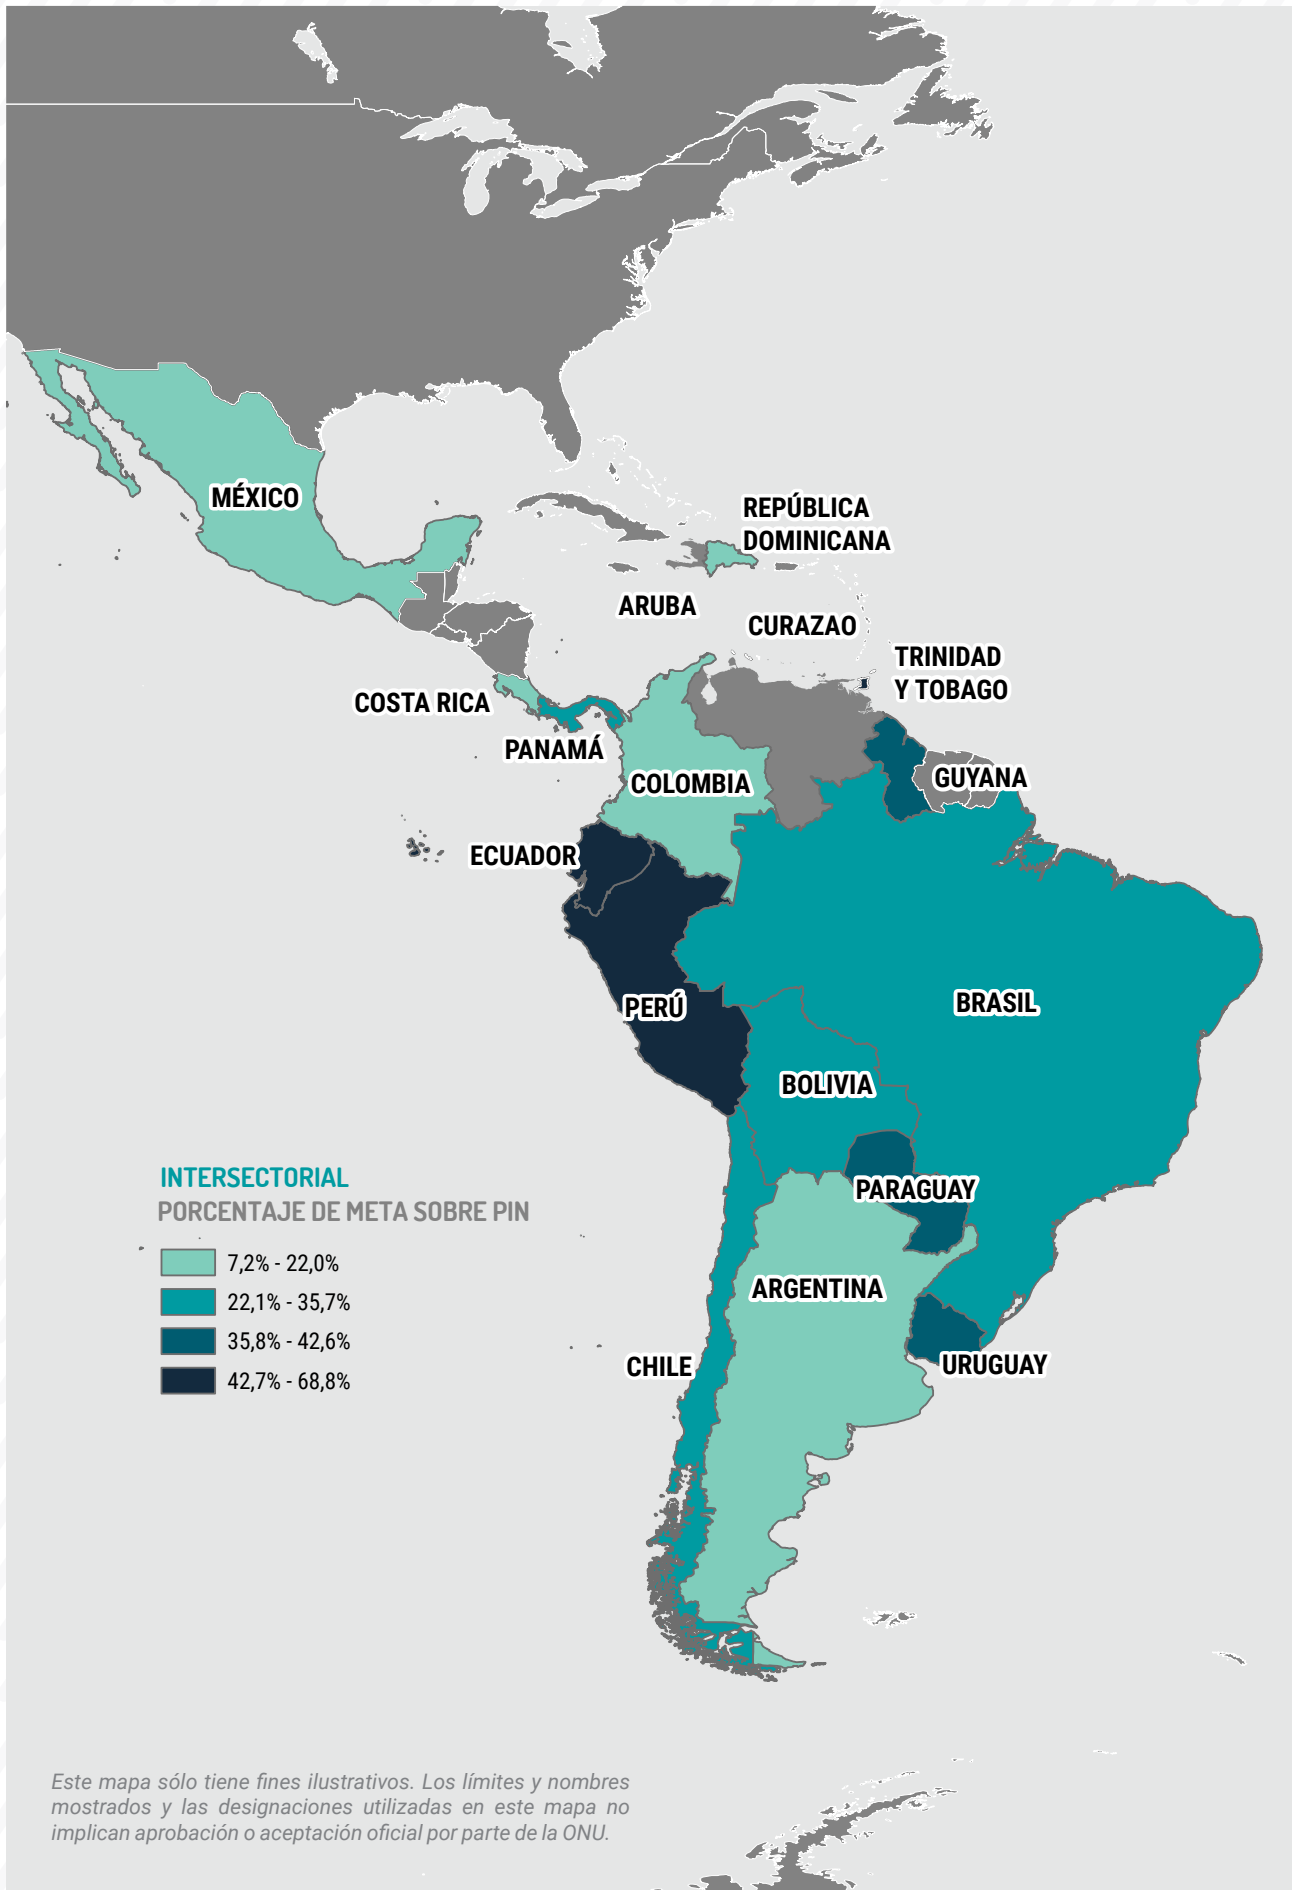 MÉXICO
REPÚBLICA
DOMINICANA
ARUBA
CURAZAO
TRINIDAD
Y TOBAGO
COSTA RICA
PANAMÁ
COLOMBIA
GUYANA
ECUADOR
PERÚ
BRASIL
BOLIVIA
PARAGUAY
ARGENTINA
CHILE
URUGUAY
INTERSECTORIAL
PORCENTAJE DE META SOBRE PIN
7,2% - 22,0%
22,1% - 35,7%
35,8% - 42,6%
42,7% - 68,8%
Este mapa sólo tiene fines ilustrativos. Los límites y nombres
mostrados y las designaciones utilizadas en este mapa no
implican aprobación o aceptación oficial por parte de la ONU.